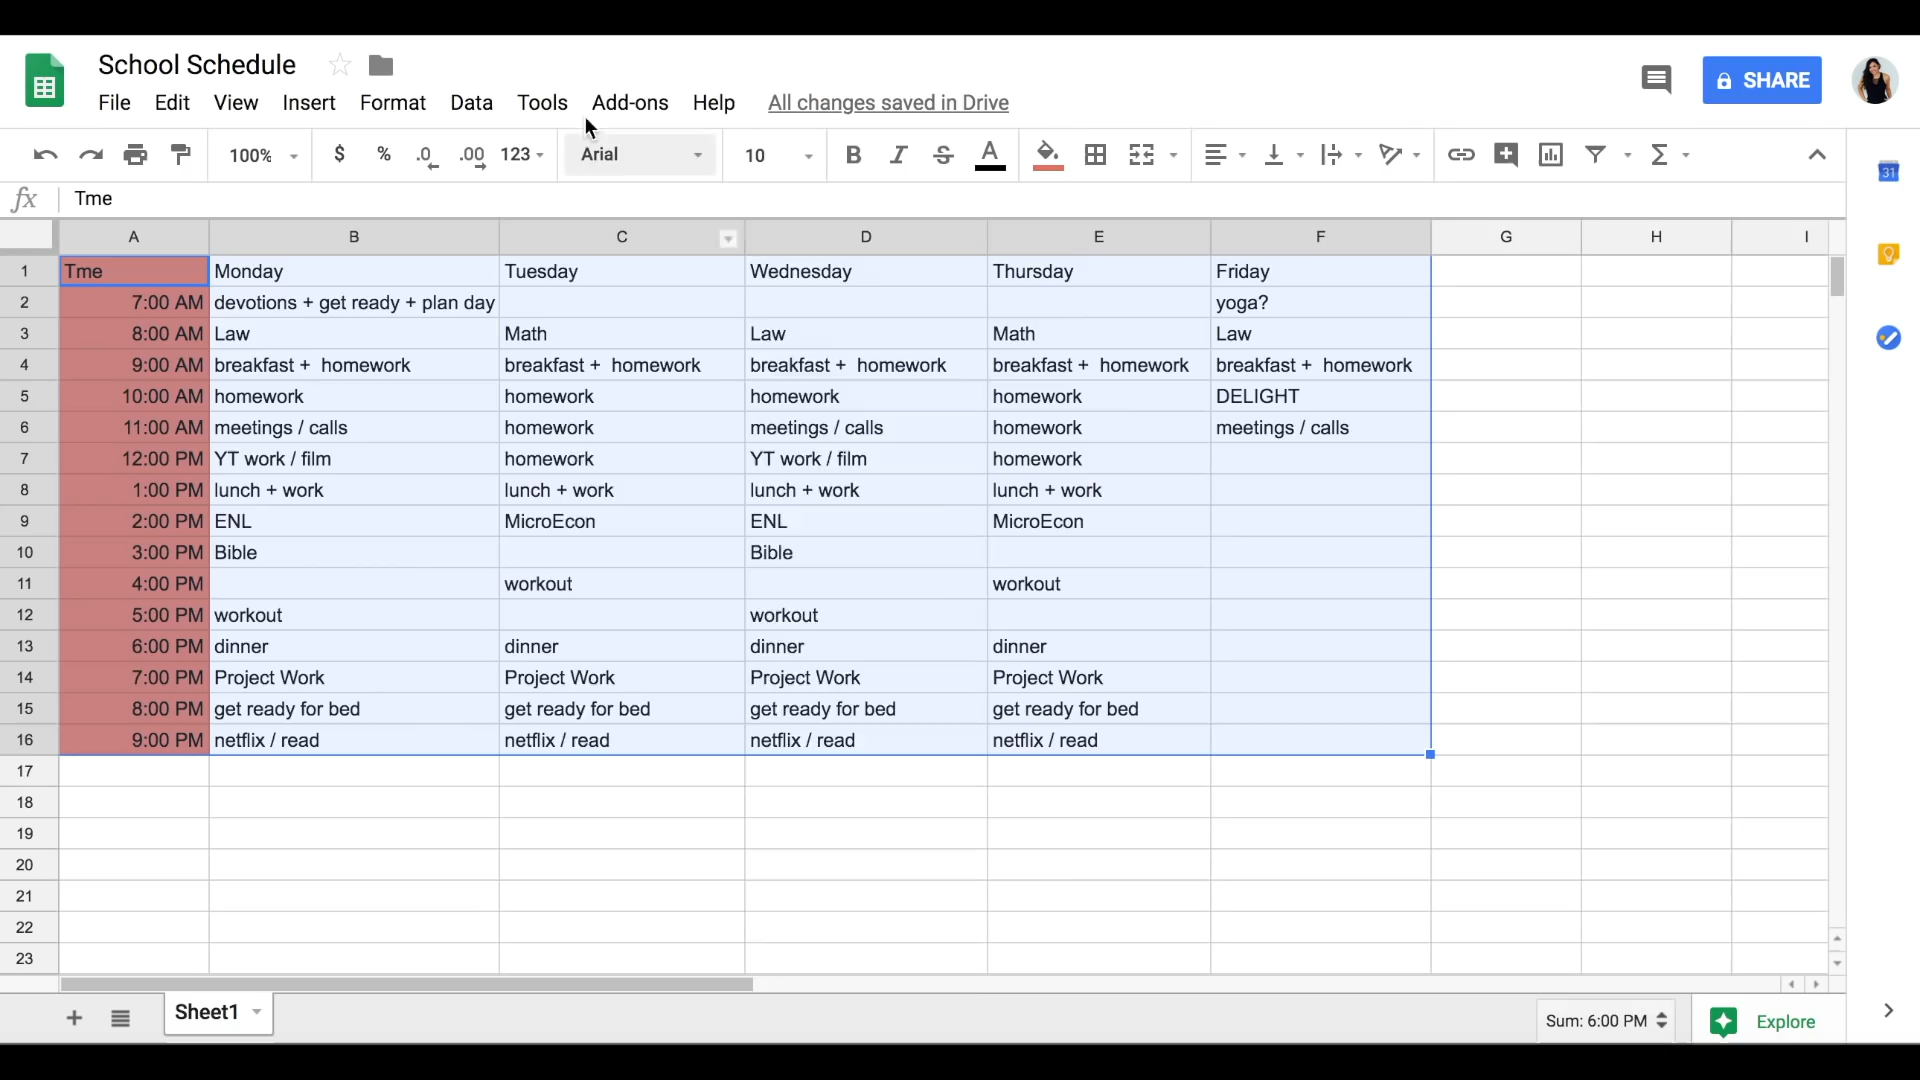 School Schedule
File Edit View Insert Format Data Tools Add-ons Help All changes saved in Drive
SHARE
100% $ % .0 .00 123 Arial 10 B I S A Σ
31
fx Tme
A B C D E F G H I
1 Tme Monday Tuesday Wednesday Thursday Friday
2 7:00 AM devotions + get ready + plan day yoga?
3 8:00 AM Law Math Law Math Law
4 9:00 AM breakfast + homework breakfast + homework breakfast + homework breakfast + homework breakfast + homework
5 10:00 AM homework homework homework homework DELIGHT
6 11:00 AM meetings / calls homework meetings / calls homework meetings / calls
7 12:00 PM YT work / film homework YT work / film homework
8 1:00 PM lunch + work lunch + work lunch + work lunch + work
9 2:00 PM ENL MicroEcon ENL MicroEcon
10 3:00 PM Bible Bible
11 4:00 PM workout workout
12 5:00 PM workout workout
13 6:00 PM dinner dinner dinner dinner
14 7:00 PM Project Work Project Work Project Work Project Work
15 8:00 PM get ready for bed get ready for bed get ready for bed get ready for bed
16 9:00 PM netflix / read netflix / read netflix / read netflix / read
17
18
19
20
21
22
23
Sheet1 Sum: 6:00 PM Explore